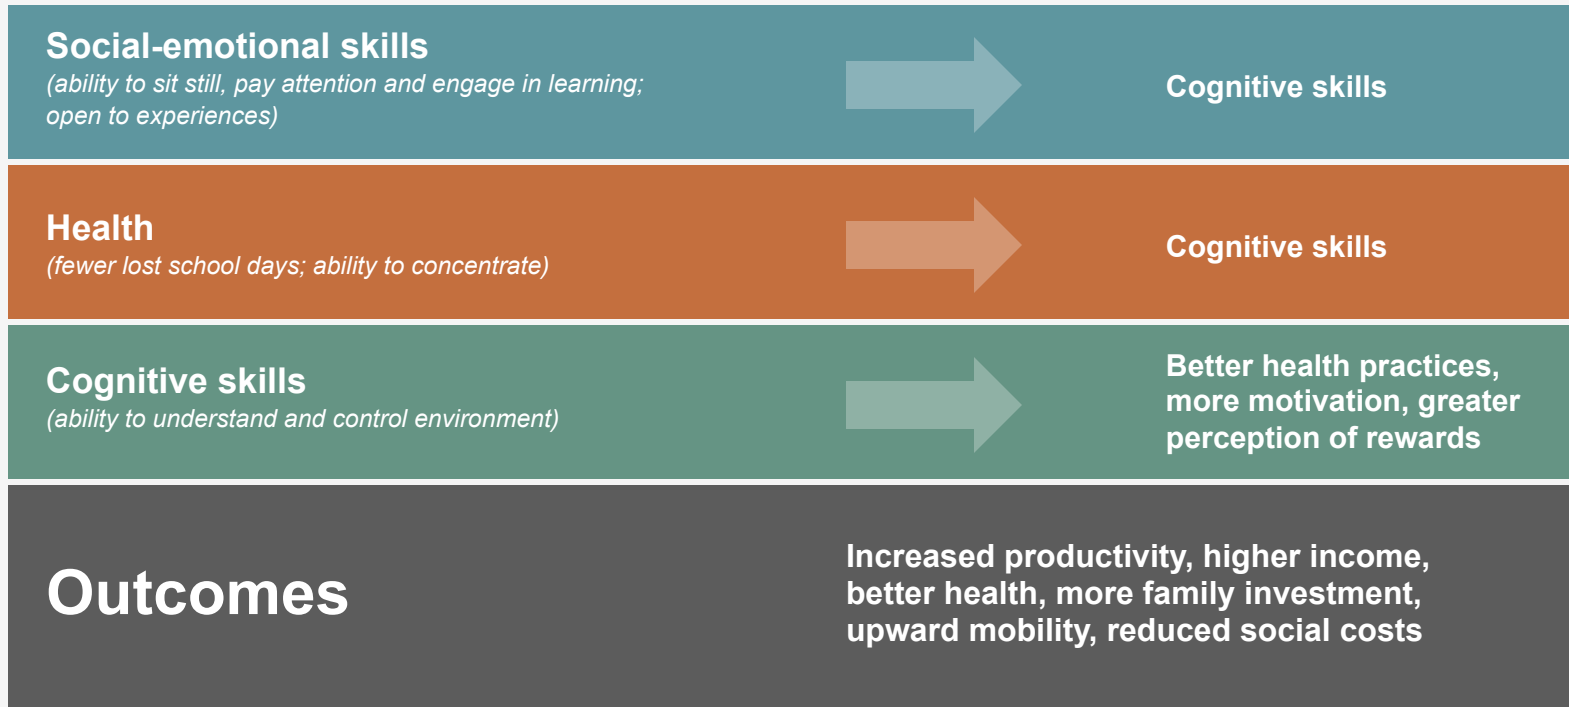 Social-emotional skills
(ability to sit still, pay attention and engage in learning;
open to experiences)
Cognitive skills
Health
(fewer lost school days; ability to concentrate)
Cognitive skills
Cognitive skills
(ability to understand and control environment)
Better health practices,
more motivation, greater
perception of rewards
Outcomes
Increased productivity, higher income,
better health, more family investment,
upward mobility, reduced social costs